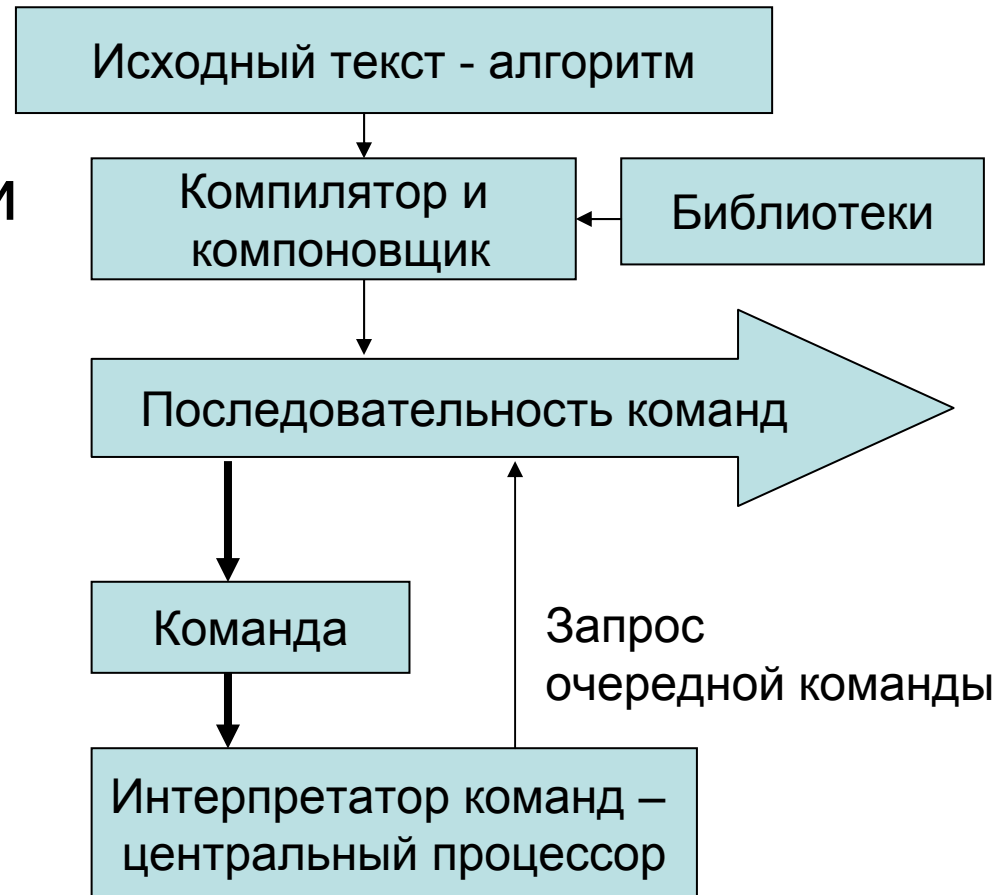 Исходный текст - алгоритм
и
Компилятор и
компоновщик
Библиотеки
Последовательность команд
Команда
Запрос
очередной команды
Интерпретатор команд –
центральный процессор